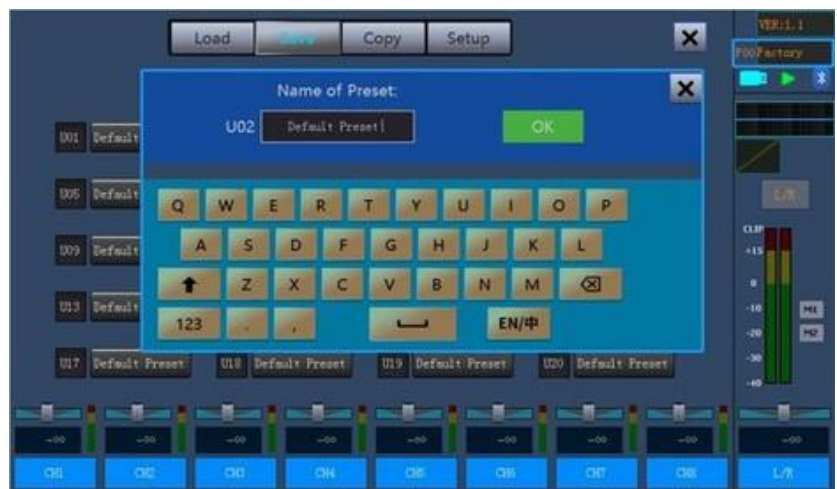 Load Save Copy Setup
VER:1.1
F00Factory
Name of Preset:
U02 Default Preset
OK
U01 Default
U05 Default
U09 Default
U13 Default
Q W E R T Y U I O P
A S D F G H J K L
Z X C V B N M
123 . , EN/中
U17 Default Preset U18 Default Preset U19 Default Preset U20 Default Preset
L/R
CLIP
+15
0
-10 M1
-20 M2
-30
-40
-∞ -∞ -∞ -∞ -∞ -∞ -∞ -∞ -∞
CH1 CH2 CH3 CH4 CH5 CH6 CH7 CH8 L/R